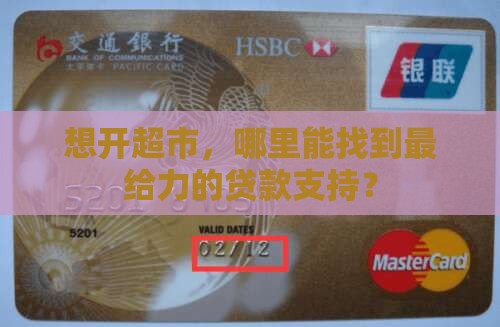 交通銀行
BANK OF COMMUNICATIONS
太平洋卡 PACIFIC CARD
HSBC
银联
想开超市，哪里能找到最
给力的贷款支持？
5201
VALID DATES
02/12
MasterCard